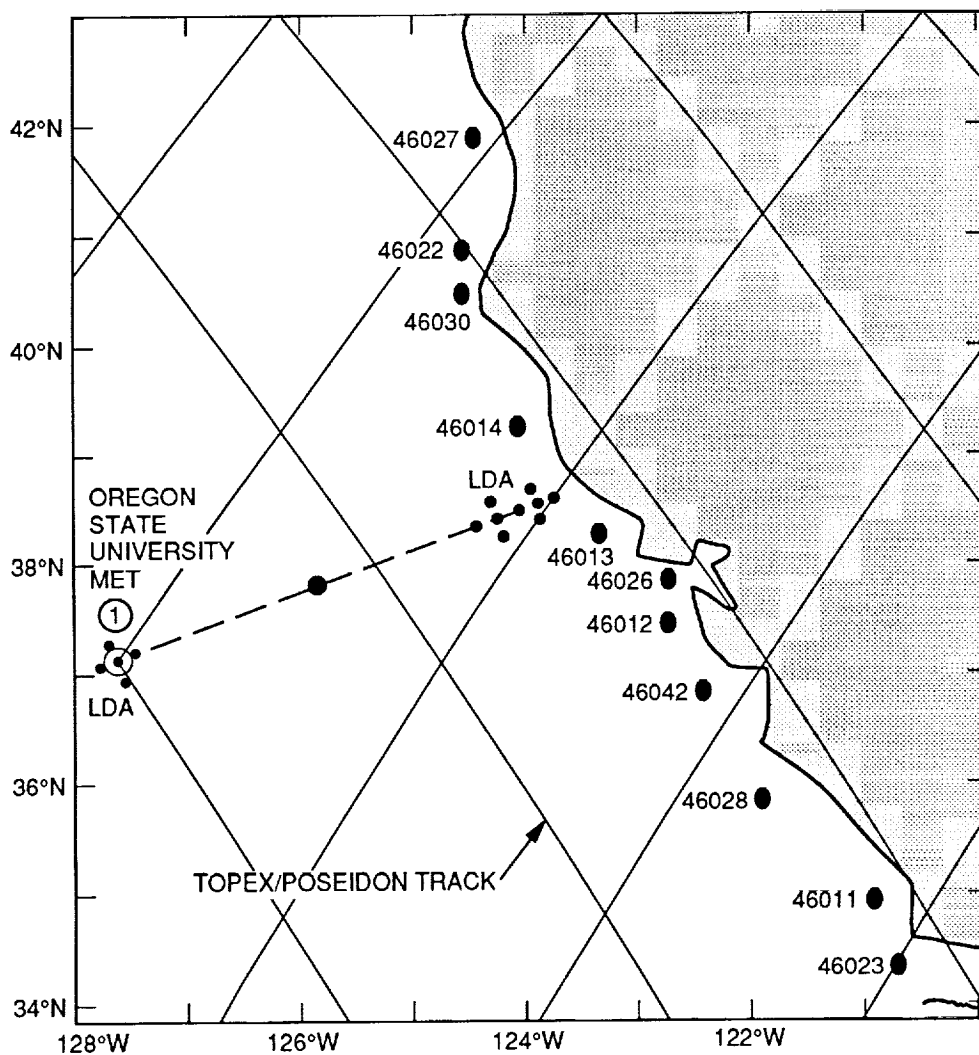 42°N
46027
46022
46030
40°N
46014
LDA
OREGON
STATE
UNIVERSITY
MET
1
46013
38°N
46026
46012
LDA
46042
36°N
46028
TOPEX/POSEIDON TRACK
46011
46023
34°N
128°W
126°W
124°W
122°W